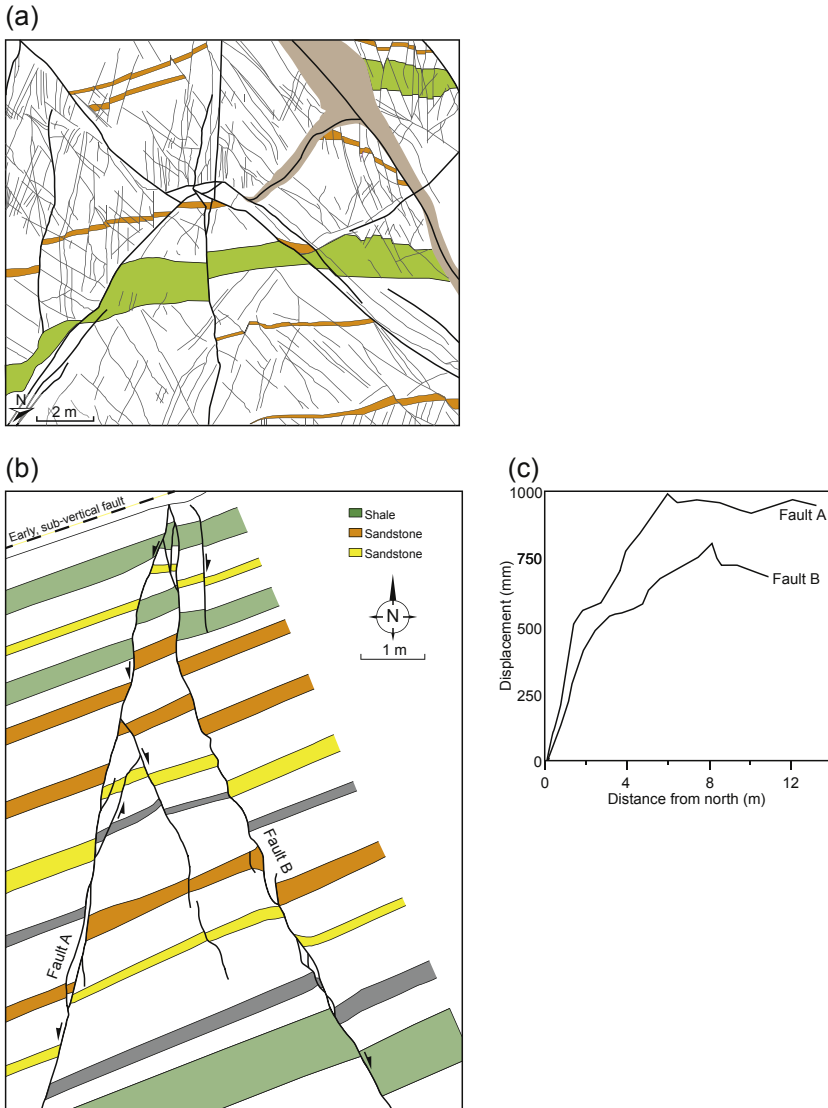 (a)
N
2 m
(b)
Early, sub-vertical fault
Shale
Sandstone
Sandstone
N
1 m
Fault A
Fault B
(c)
1000
750
500
250
0
Displacement (mm)
Fault A
Fault B
0
4
8
12
Distance from north (m)